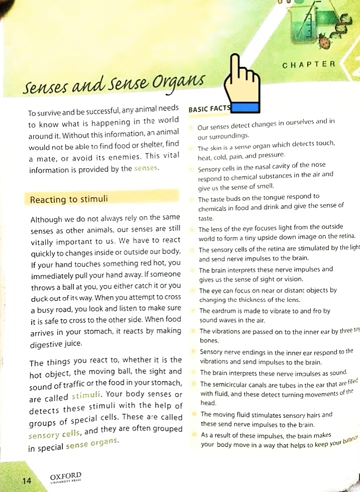 CHAPTER
Senses and Sense Organs
To survive and be successful, any animal needs
to know what is happening in the world
around it. Without this information, an animal
would not be able to find food or shelter, find
a mate, or avoid its enemies. This vital
information is provided by the senses.
Reacting to stimuli
Although we do not always rely on the same
senses as other animals, our senses are still
vitally important to us. We have to react
quickly to changes inside or outside our body.
If your hand touches something red hot, you
immediately pull your hand away. If someone
throws a ball at you, you either catch it or you
duck out of its way. When you attempt to cross
a busy road, you look and listen to make sure
it is safe to cross to the other side. When food
arrives in your stomach, it reacts by making
digestive juice.
The things you react to, whether it is the
hot object, the moving ball, the sight and
sound of traffic or the food in your stomach,
are called stimuli. Your body senses or
detects these stimuli with the help of
groups of special cells. These are called
sensory cells, and they are often grouped
in special sense organs.
BASIC FACTS
Our senses detect changes in ourselves and in
our surroundings.
The skin is a sense organ which detects touch,
heat, cold, pain, and pressure.
Sensory cells in the nasal cavity of the nose
respond to chemical substances in the air and
give us the sense of smell.
The taste buds on the tongue respond to
chemicals in food and drink and give the sense of
taste.
The lens of the eye focuses light from the outside
world to form a tiny upside down image on the retina.
The sensory cells of the retina are stimulated by the light
and send nerve impulses to the brain.
The brain interprets these nerve impulses and
gives us the sense of sight or vision.
The eye can focus on near or distant objects by
changing the thickness of the lens.
The eardrum is made to vibrate to and fro by
sound waves in the air.
The vibrations are passed on to the inner ear by three tiny
bones.
Sensory nerve endings in the inner ear respond to the
vibrations and send impulses to the brain.
The brain interprets these nerve impulses as sound.
The semicircular canals are tubes in the ear that are filled
with fluid, and these detect turning movements of the
head.
The moving fluid stimulates sensory hairs and
these send nerve impulses to the brain.
As a result of these impulses, the brain makes
your body move in a way that helps to keep your balance
14
OXFORD
UNIVERSITY PRESS